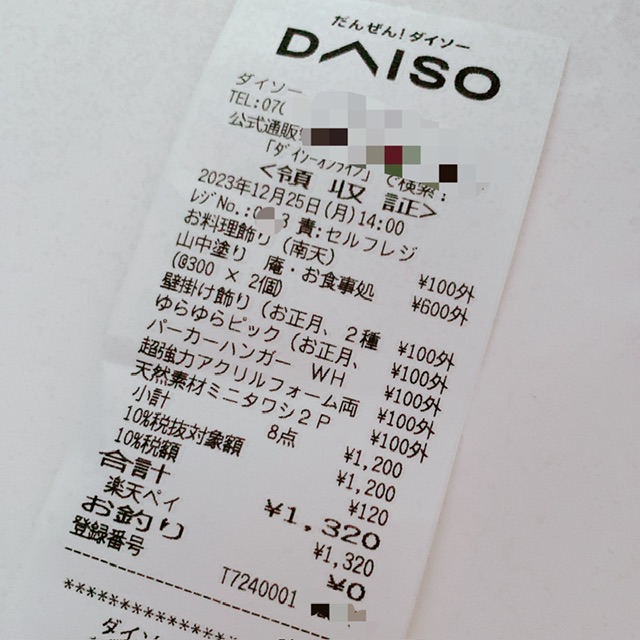 だんぜん!ダイソー
DAISO
ダイソー
TEL:070
公式通販
「ダイソーオンライン」で検索!
<領収証>
2023年12月25日(月)14:00
レジNo.: 3 責:セルフレジ
お料理飾り(南天) ¥100外
山中塗り 庵・お食事処 ¥600外
(@300 × 2個)
壁掛け飾り(お正月、2種 ¥100外
ゆらゆらピック(お正月、 ¥100外
パーカーハンガー WH ¥100外
超強力アクリルフォーム両 ¥100外
天然素材ミニタワシ2P ¥100外
小計 8点 ¥1,200
10%税抜対象額 ¥1,200
10%税額 ¥120
合計 ¥1,320
楽天ペイ ¥1,320
お釣り ¥0
登録番号 T7240001
ダイソー